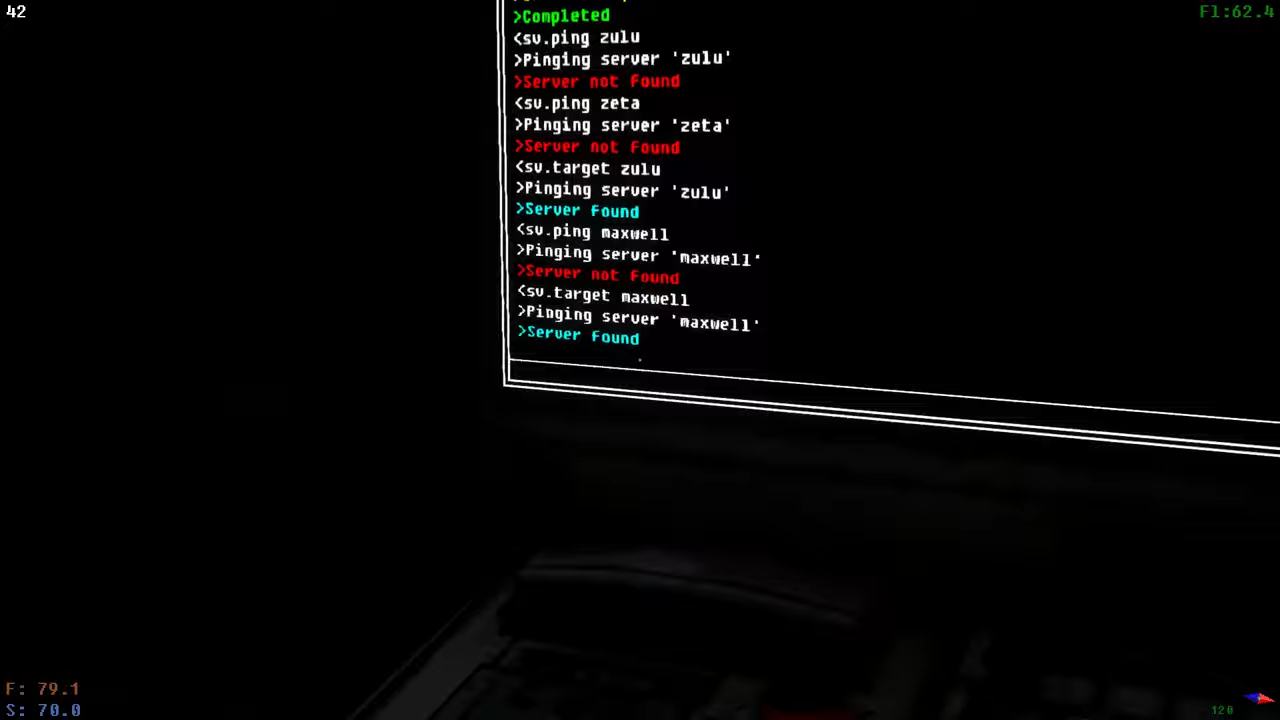 42
Fl:62.4
>Completed
<sv.ping zulu
>Pinging server 'zulu'
>Server not Found
<sv.ping zeta
>Pinging server 'zeta'
>Server not Found
<sv.target zulu
>Pinging server 'zulu'
>Server Found
<sv.ping maxwell
>Pinging server 'maxwell'
>Server not Found
<sv.target maxwell
>Pinging server 'maxwell'
>Server Found
F: 79.1
S: 70.0
120